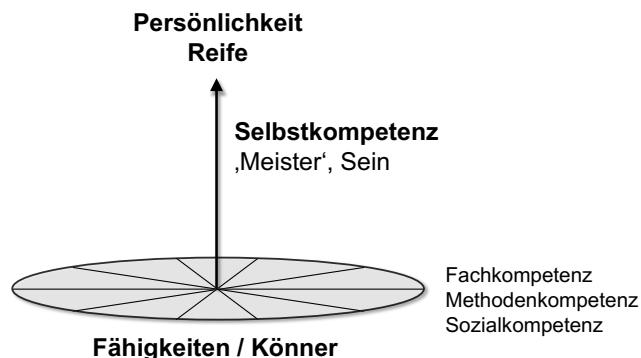 Persönlichkeit
Reife
Selbstkompetenz
‚Meister‘, Sein
Fachkompetenz
Methodenkompetenz
Sozialkompetenz
Fähigkeiten / Könner